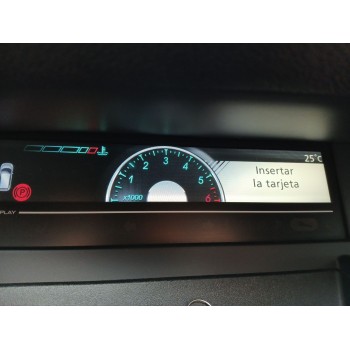 25°C
Insertar
la tarjeta
1
2
3
4
5
6
x1000
P
PLAY